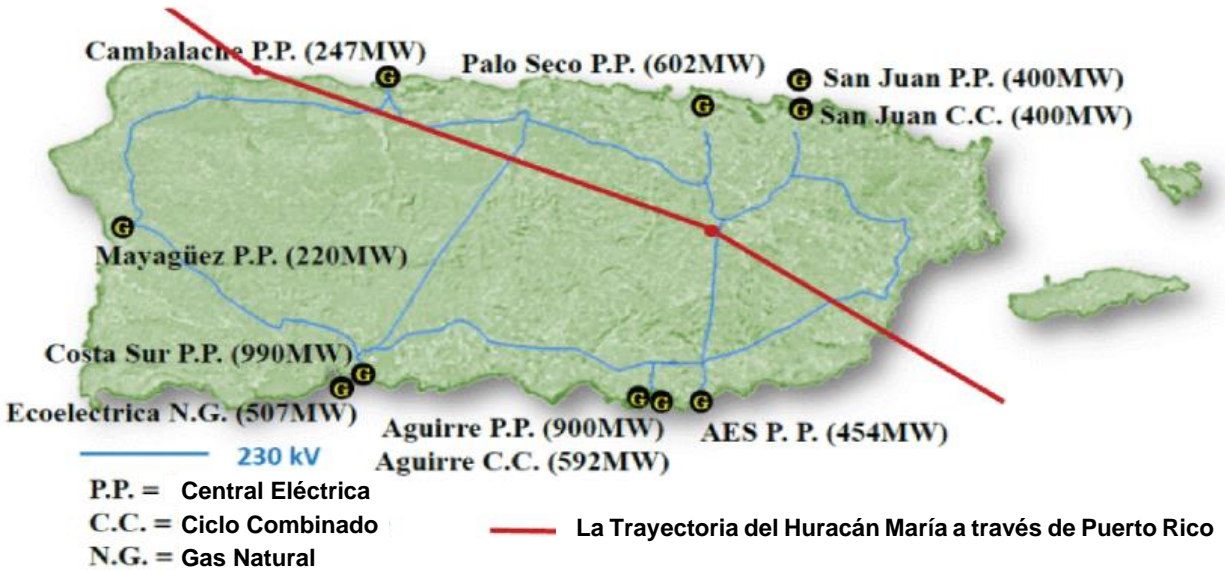 Cambalache P.P. (247MW)
Palo Seco P.P. (602MW)
G San Juan P.P. (400MW)
G
G
G San Juan C.C. (400MW)
G
Mayagüez P.P. (220MW)
Costa Sur P.P. (990MW)
G
G
Ecoelectrica N.G. (507MW)
G
G
G
Aguirre P.P. (900MW)
AES P. P. (454MW)
230 kV
Aguirre C.C. (592MW)
P.P. = Central Eléctrica
C.C. = Ciclo Combinado
La Trayectoria del Huracán María a través de Puerto Rico
N.G. = Gas Natural